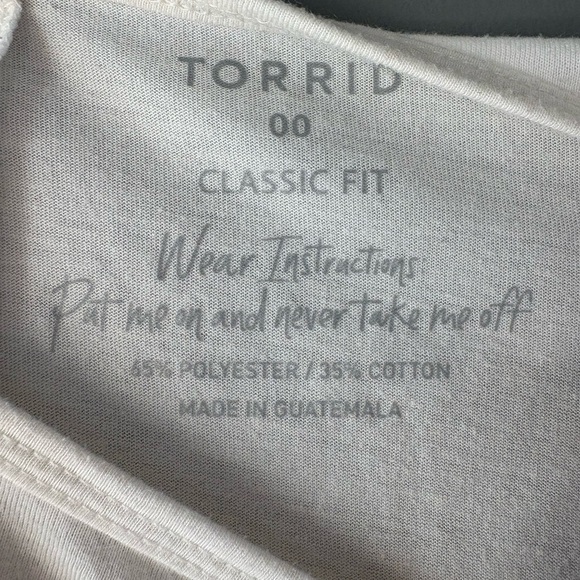 TORRID
00
CLASSIC FIT
Wear Instructions:
Put me on and never take me off
65% POLYESTER / 35% COTTON
MADE IN GUATEMALA